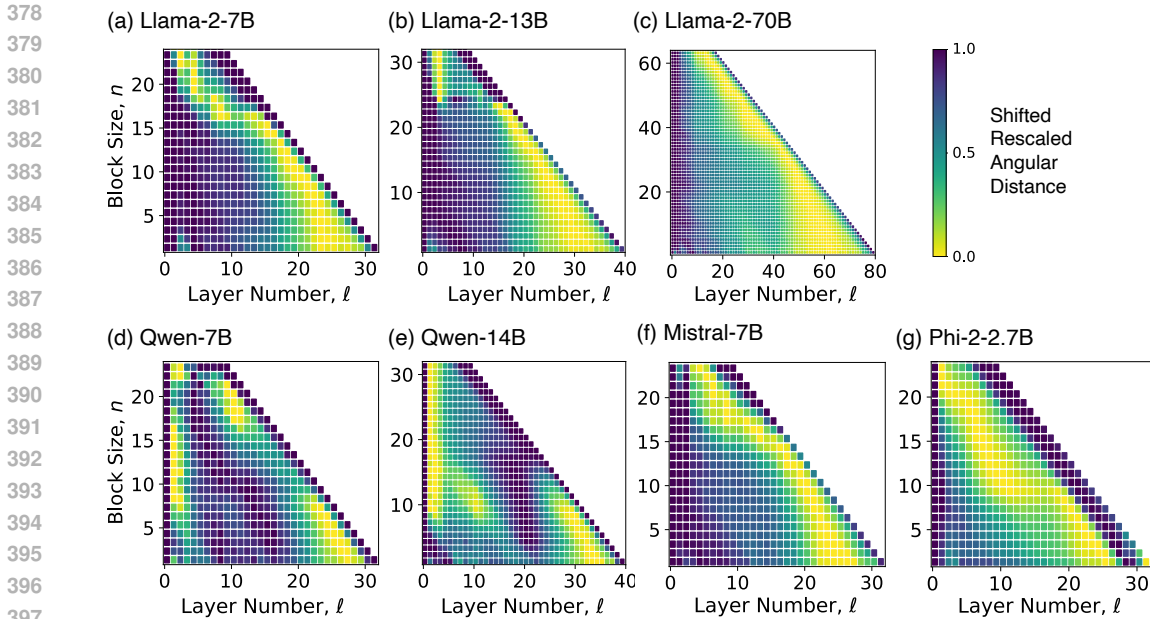 378
379
380
381
382
383
384
385
386
387
388
389
390
391
392
393
394
395
396
397
(a) Llama-2-7B
(b) Llama-2-13B
(c) Llama-2-70B
Block Size, n
20
15
10
5
0 10 20 30
Layer Number, ℓ
30
20
10
0 10 20 30 40
Layer Number, ℓ
60
40
20
0 20 40 60 80
Layer Number, ℓ
1.0
0.5
0.0
Shifted
Rescaled
Angular
Distance
(d) Qwen-7B
(e) Qwen-14B
(f) Mistral-7B
(g) Phi-2-2.7B
Block Size, n
20
15
10
5
0 10 20 30
Layer Number, ℓ
30
20
10
0 10 20 30 40
Layer Number, ℓ
20
15
10
5
0 10 20 30
Layer Number, ℓ
20
15
10
5
0 10 20 30
Layer Number, ℓ